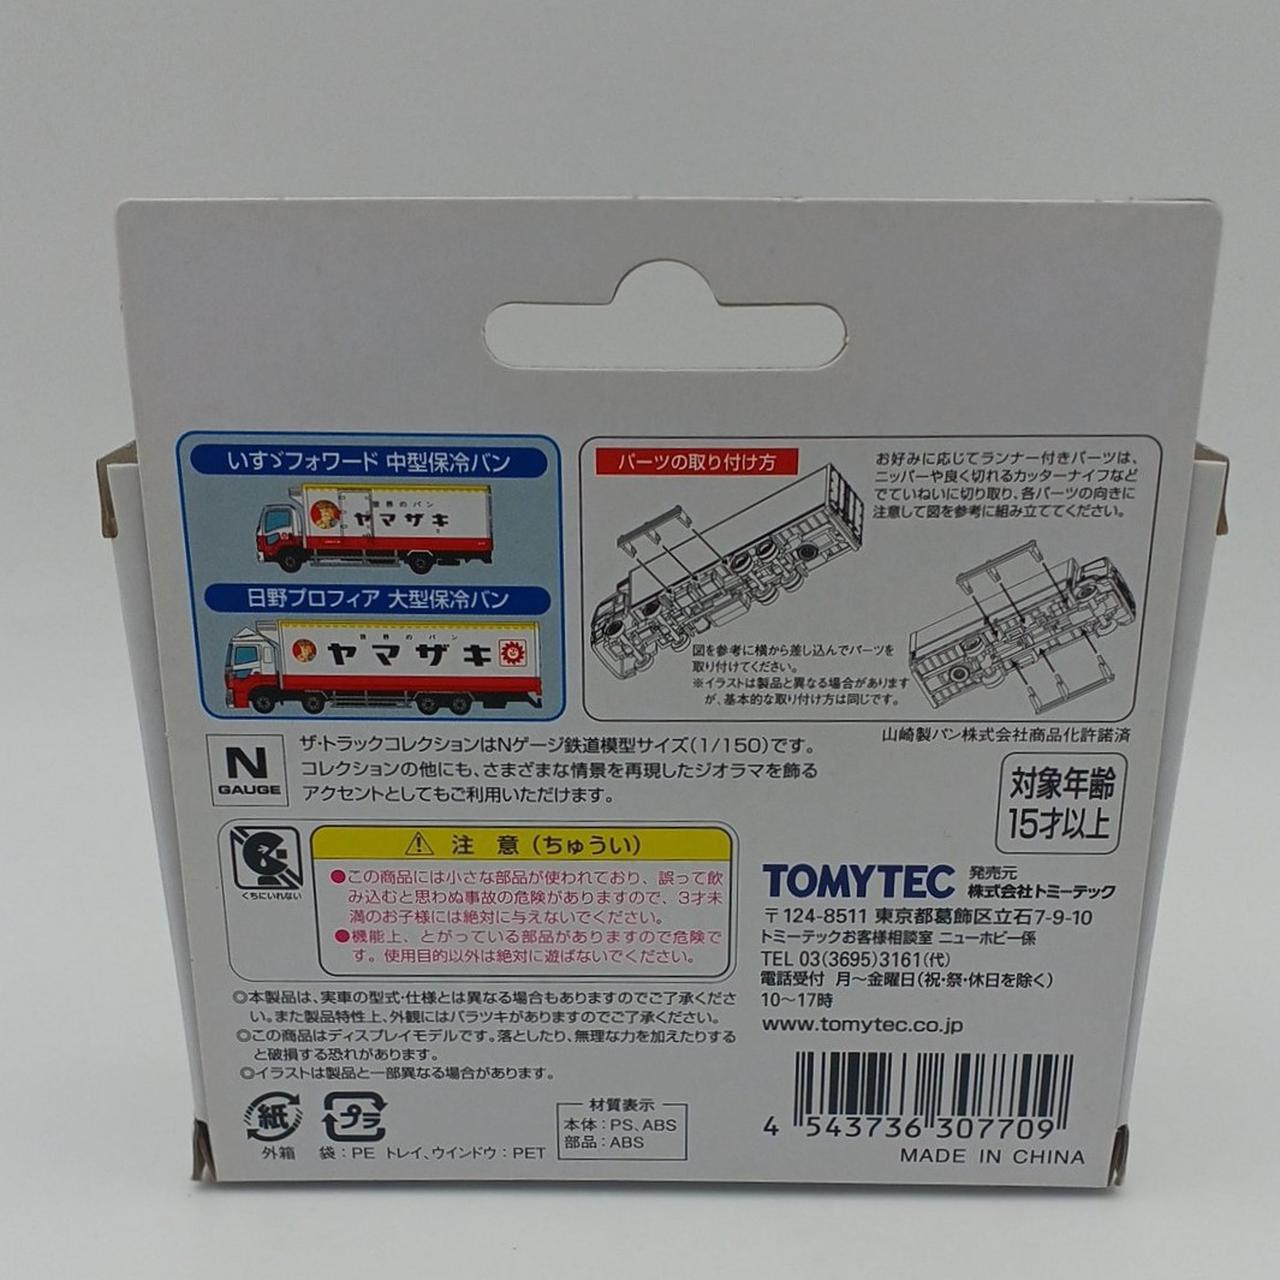 いすゞフォワード 中型保冷バン
世界のパン
ヤマザキ
日野プロフィア 大型保冷バン
世界のパン
ヤマザキ
パーツの取り付け方
お好みに応じてランナー付きパーツは、
ニッパーや良く切れるカッターナイフなど
でていねいに切り取り、各パーツの向きに
注意して図を参考に組み立ててください。
図を参考に横から差し込んでパーツを
取り付けてください。
※イラストは製品と異なる場合があります
が、基本的な取り付け方は同じです。
山崎製パン株式会社商品化許諾済
N
GAUGE
ザ・トラックコレクションはNゲージ鉄道模型サイズ(1/150)です。
コレクションの他にも、さまざまな情景を再現したジオラマを飾る
アクセントとしてもご利用いただけます。
対象年齢
15才以上
くちにいれない
注 意(ちゅうい)
●この商品には小さな部品が使われており、誤って飲
み込むと思わぬ事故の危険がありますので、3才未
満のお子様には絶対に与えないでください。
●機能上、とがっている部品がありますので危険で
す。使用目的以外は絶対に遊ばないでください。
◎本製品は、実車の型式・仕様とは異なる場合もありますのでご了承くださ
い。また製品特性上、外観にはバラツキがありますのでご了承ください。
◎この商品はディスプレイモデルです。落としたり、無理な力を加えたりする
と破損する恐れがあります。
◎イラストは製品と一部異なる場合があります。
TOMYTEC
発売元
株式会社トミーテック
〒124-8511 東京都葛飾区立石7-9-10
トミーテックお客様相談室 ニューホビー係
TEL 03(3695)3161(代)
電話受付 月〜金曜日(祝・祭・休日を除く)
10〜17時
www.tomytec.co.jp
紙
外箱
プラ
袋:PE トレイ、ウインドウ:PET
材質表示
本体:PS、ABS
部品:ABS
4 543736 307709
MADE IN CHINA